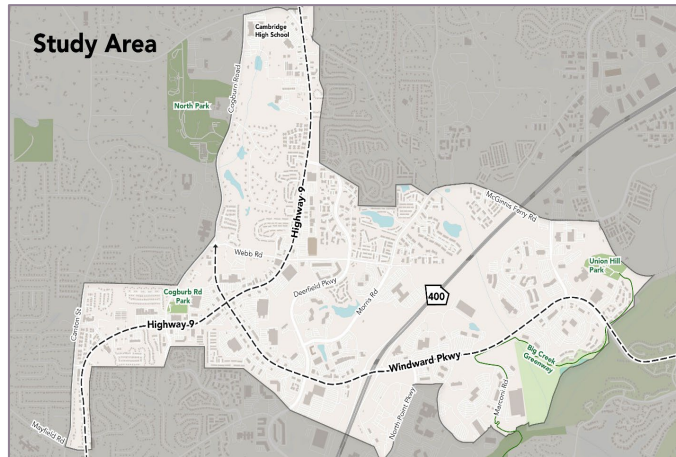 Study Area
Cambridge
High School
Cogburn Road
North Park
Highway 9
McGinnis Ferry Rd
Webb Rd
Union Hill
Park
Deerfield Pkwy
Cogburb Rd
Park
400
Morris Rd
Canton St
Highway 9
Windward Pkwy
Big Creek
Greenway
Marconi Rd
North Point Pkwy
Mayfield Rd